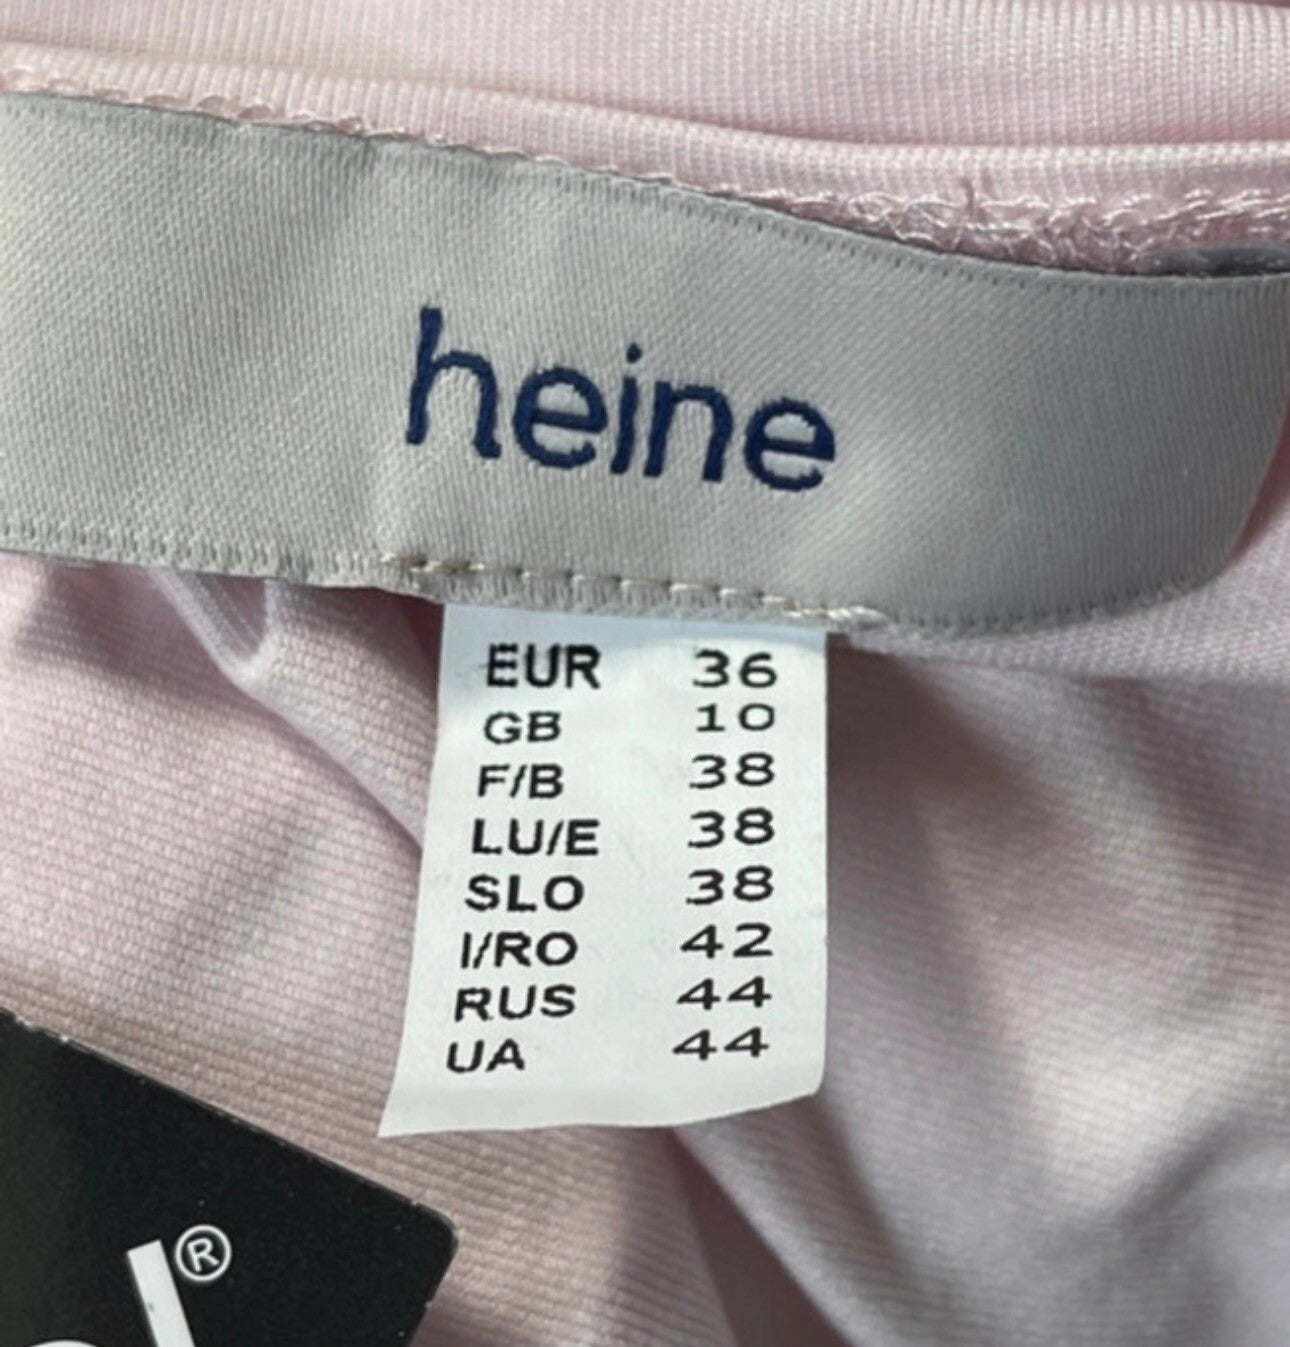 heine
EUR 36
GB 10
F/B 38
LU/E 38
SLO 38
I/RO 42
RUS 44
UA 44
®